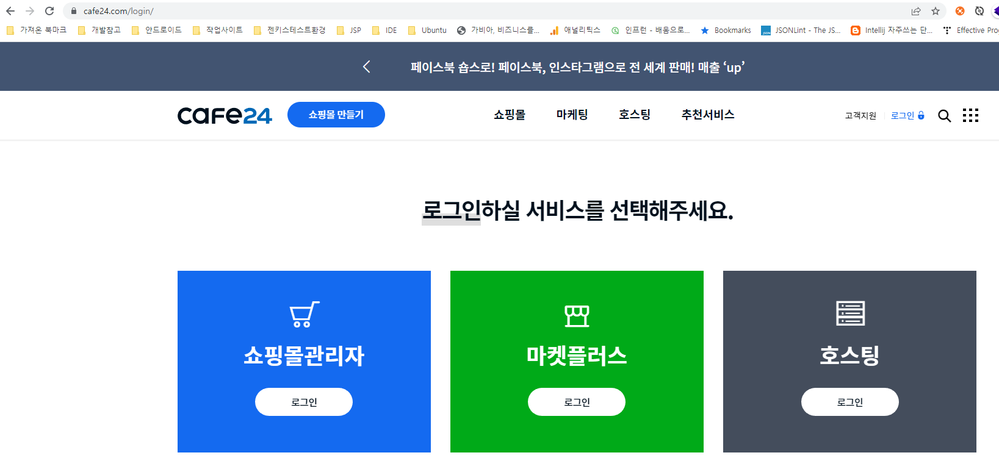 cafe24.com/login/
가져온 북마크 개발참고 안드로이드 작업사이트 젠키스테스트환경 JSP IDE Ubuntu 가비아, 비즈니스를... 애널리틱스 인프런 - 배움으로... Bookmarks JSONLint - The JS... Intellij 자주쓰는 단... Effective Prog
페이스북 숍스로! 페이스북, 인스타그램으로 전 세계 판매! 매출 ‘up’
cafe24 쇼핑몰 만들기 쇼핑몰 마케팅 호스팅 추천서비스 고객지원 로그인
로그인하실 서비스를 선택해주세요.
쇼핑몰관리자 마켓플러스 호스팅
로그인 로그인 로그인